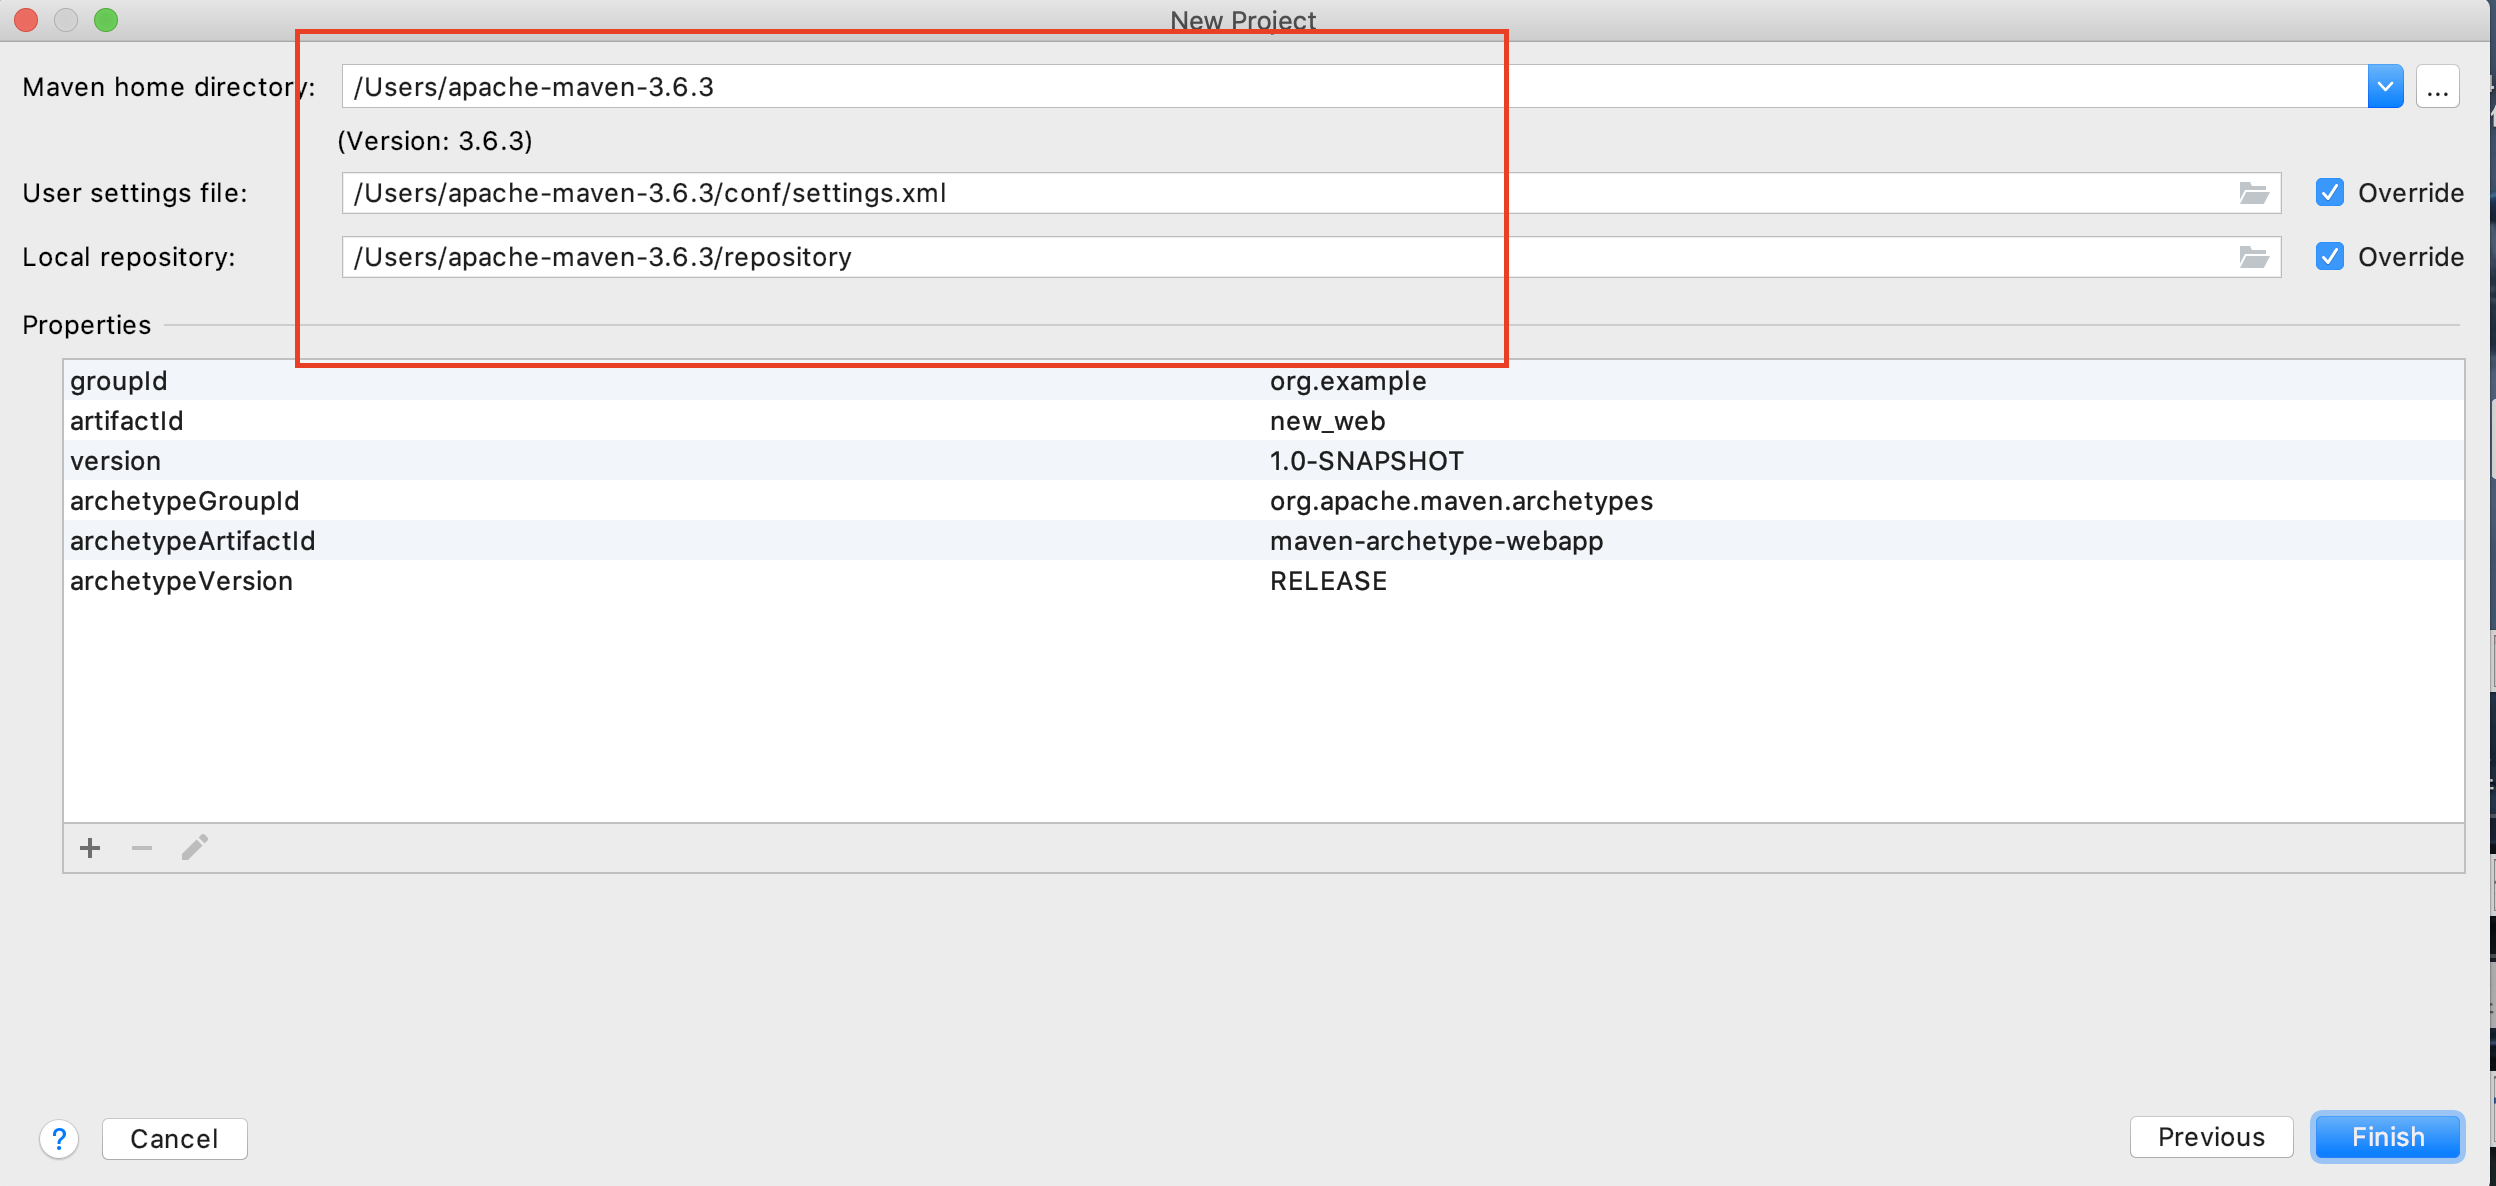 New Project
Maven home directory: /Users/apache-maven-3.6.3 ...
(Version: 3.6.3)
User settings file: /Users/apache-maven-3.6.3/conf/settings.xml Override
Local repository: /Users/apache-maven-3.6.3/repository Override
Properties
groupId org.example
artifactId new_web
version 1.0-SNAPSHOT
archetypeGroupId org.apache.maven.archetypes
archetypeArtifactId maven-archetype-webapp
archetypeVersion RELEASE
? Cancel Previous Finish